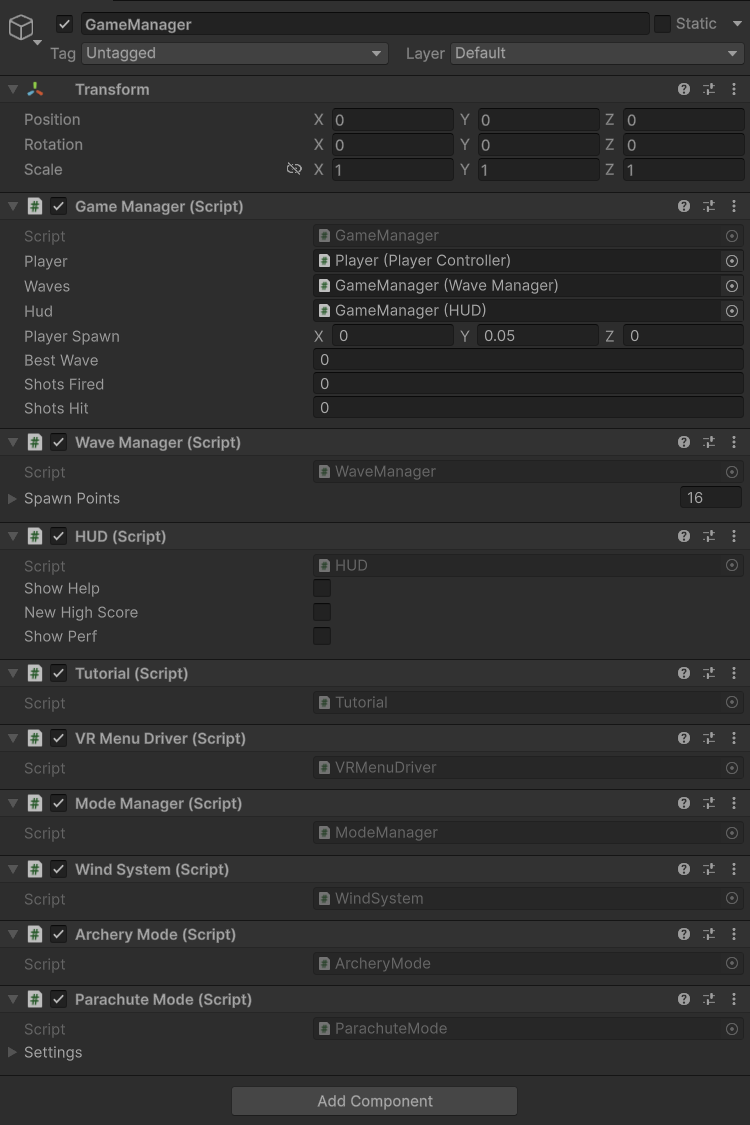 GameManager Static
Tag Untagged Layer Default
Transform
Position X 0 Y 0 Z 0
Rotation X 0 Y 0 Z 0
Scale X 1 Y 1 Z 1
# Game Manager (Script)
Script # GameManager
Player # Player (Player Controller)
Waves # GameManager (Wave Manager)
Hud # GameManager (HUD)
Player Spawn X 0 Y 0.05 Z 0
Best Wave 0
Shots Fired 0
Shots Hit 0
# Wave Manager (Script)
Script # WaveManager
Spawn Points 16
# HUD (Script)
Script # HUD
Show Help
New High Score
Show Perf
# Tutorial (Script)
Script # Tutorial
# VR Menu Driver (Script)
Script # VRMenuDriver
# Mode Manager (Script)
Script # ModeManager
# Wind System (Script)
Script # WindSystem
# Archery Mode (Script)
Script # ArcheryMode
# Parachute Mode (Script)
Script # ParachuteMode
Settings
Add Component